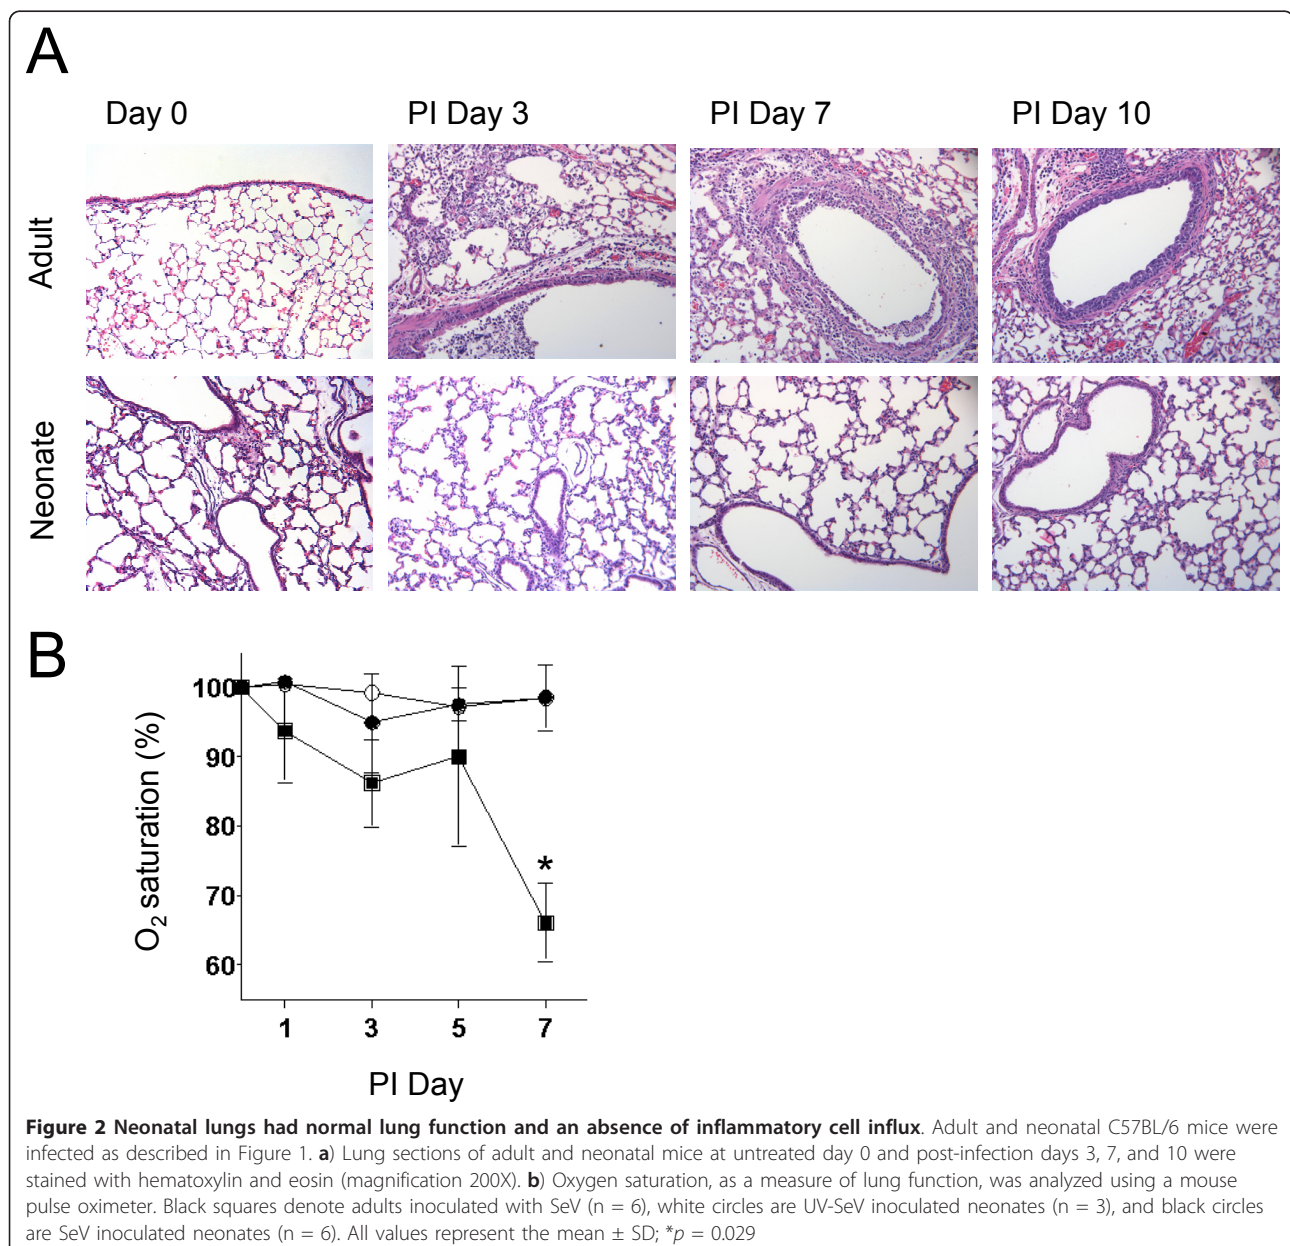 A
Day 0 PI Day 3 PI Day 7 PI Day 10
Adult
Neonate
B
O2 saturation (%)
100
90
80
70
60
*
1 3 5 7
PI Day
Figure 2 Neonatal lungs had normal lung function and an absence of inflammatory cell influx. Adult and neonatal C57BL/6 mice were
infected as described in Figure 1. a) Lung sections of adult and neonatal mice at untreated day 0 and post-infection days 3, 7, and 10 were
stained with hematoxylin and eosin (magnification 200X). b) Oxygen saturation, as a measure of lung function, was analyzed using a mouse
pulse oximeter. Black squares denote adults inoculated with SeV (n = 6), white circles are UV-SeV inoculated neonates (n = 3), and black circles
are SeV inoculated neonates (n = 6). All values represent the mean ± SD; *p = 0.029